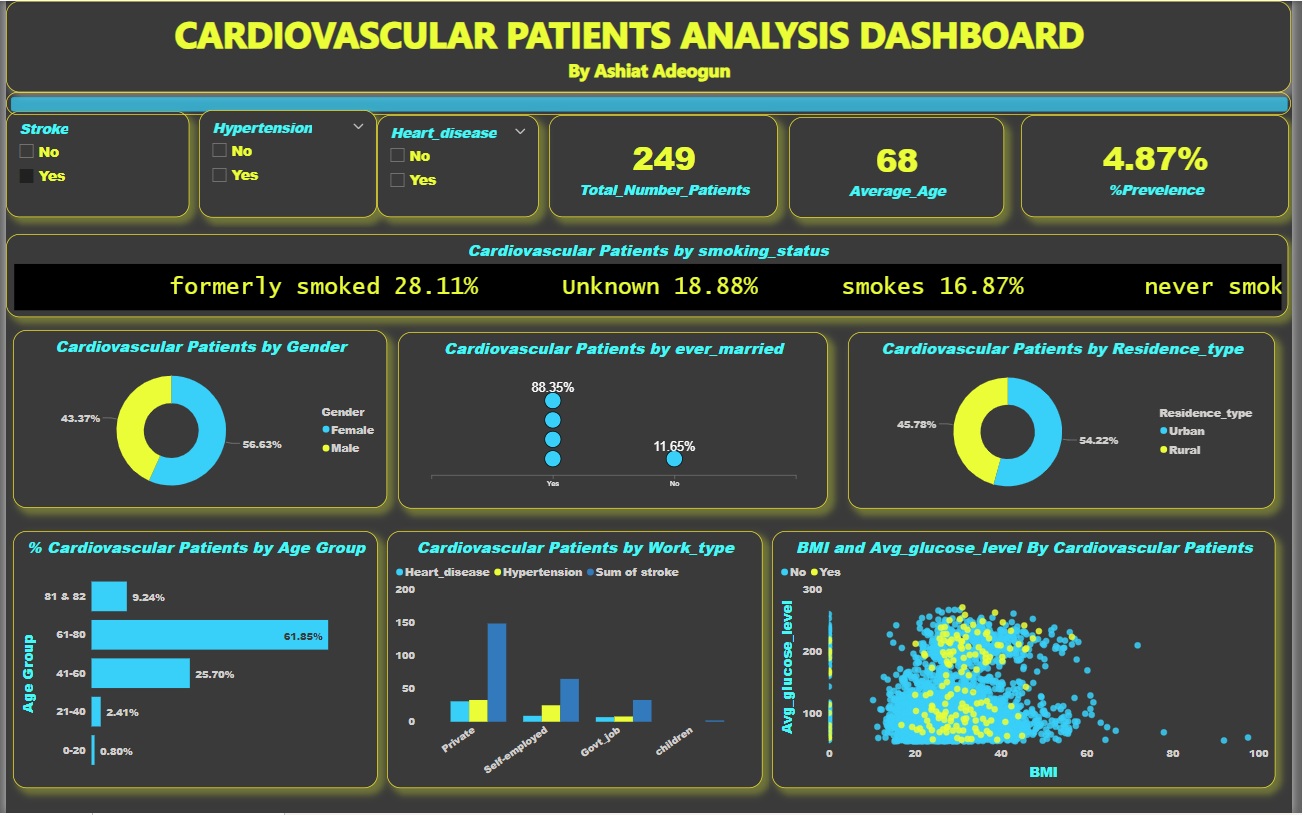 CARDIOVASCULAR PATIENTS ANALYSIS DASHBOARD
By Ashiat Adeogun
Stroke
No
Yes
Hypertension
No
Yes
Heart_disease
No
Yes
249
Total_Number_Patients
68
Average_Age
4.87%
%Prevelence
Cardiovascular Patients by smoking_status
formerly smoked 28.11% Unknown 18.88% smokes 16.87% never smok
Cardiovascular Patients by Gender
43.37%
56.63%
Gender
Female
Male
Cardiovascular Patients by ever_married
88.35%
11.65%
Yes No
Cardiovascular Patients by Residence_type
45.78%
54.22%
Residence_type
Urban
Rural
% Cardiovascular Patients by Age Group
Age Group
81 & 82 9.24%
61-80 61.85%
41-60 25.70%
21-40 2.41%
0-20 0.80%
Cardiovascular Patients by Work_type
Heart_disease Hypertension Sum of stroke
200
150
100
50
0
Private Self-employed Govt_job children
BMI and Avg_glucose_level By Cardiovascular Patients
No Yes
Avg_glucose_level
300
200
100
0 20 40 60 80 100
BMI